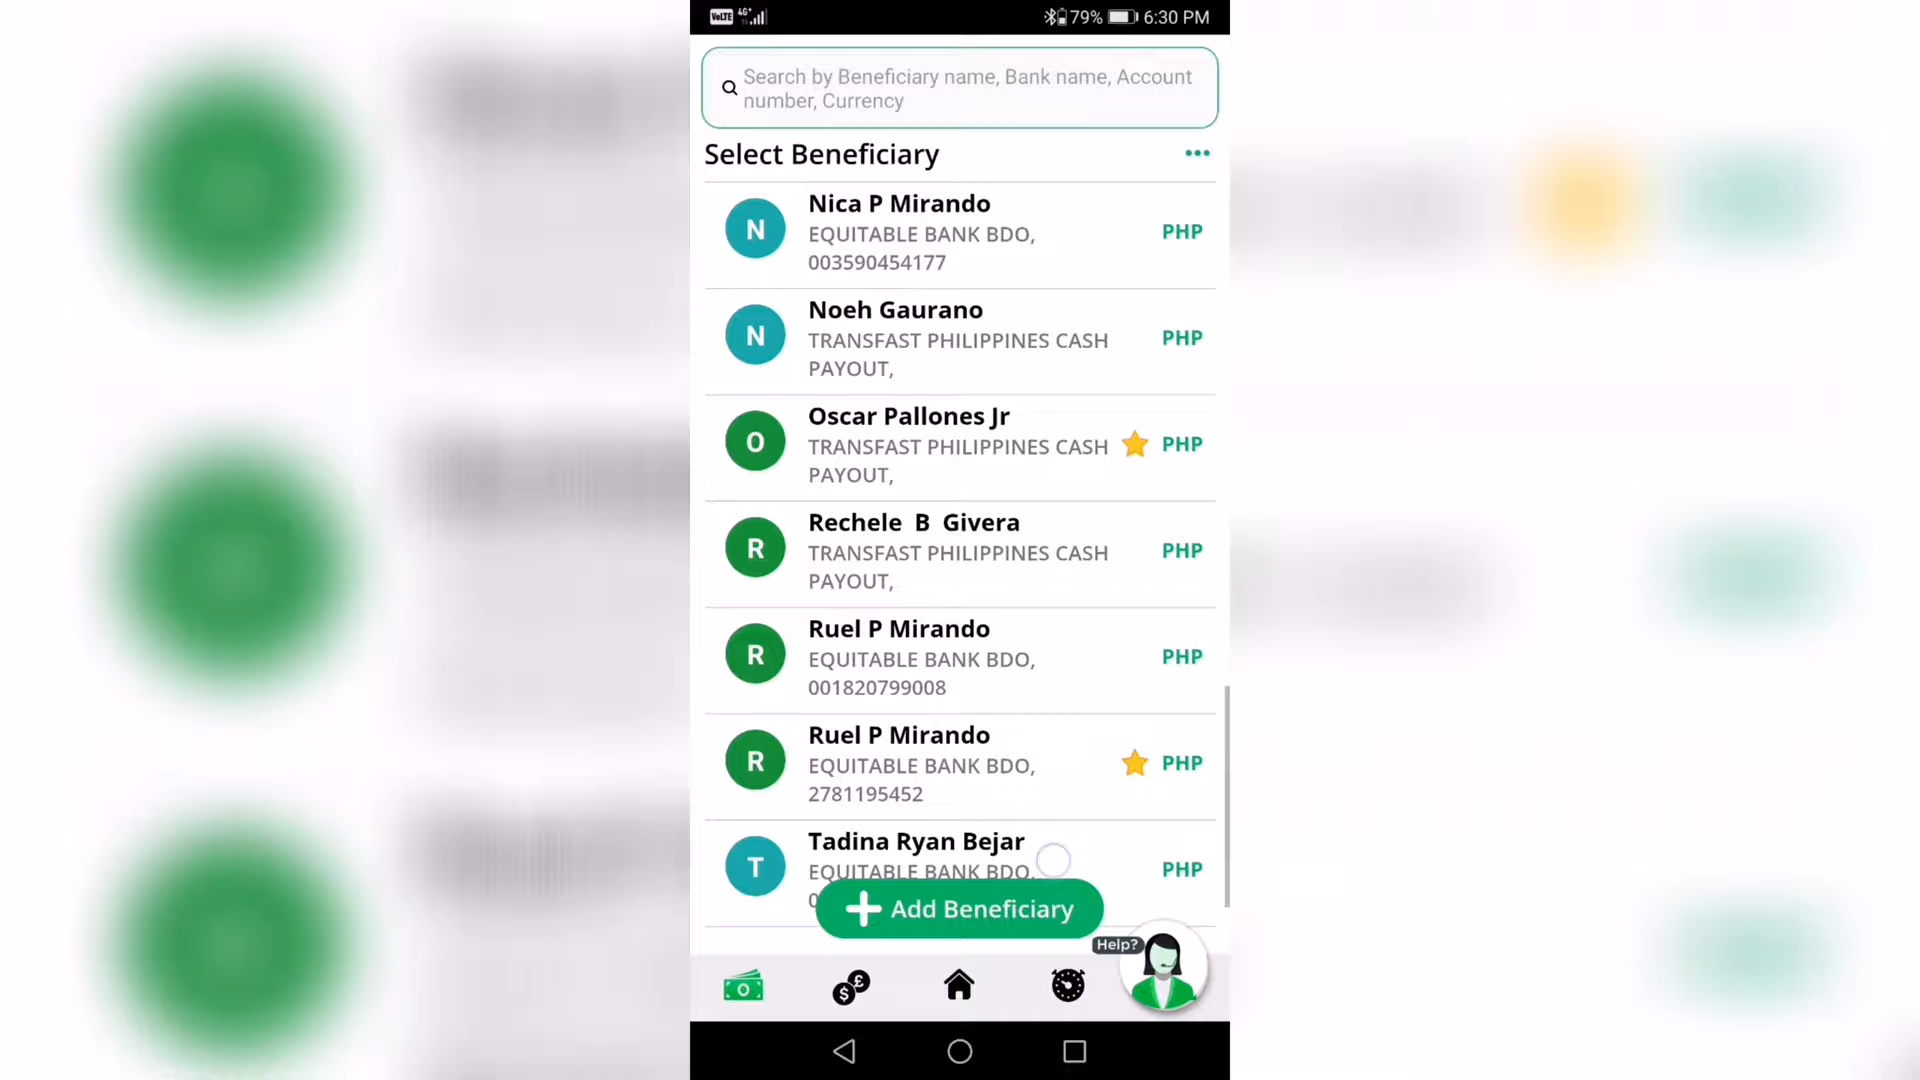 VoLTE 4G+ 79% 6:30 PM
Search by Beneficiary name, Bank name, Account
number, Currency
Select Beneficiary
N
Nica P Mirando
EQUITABLE BANK BDO,
003590454177
PHP
N
Noeh Gaurano
TRANSFAST PHILIPPINES CASH
PAYOUT,
PHP
O
Oscar Pallones Jr
TRANSFAST PHILIPPINES CASH
PAYOUT,
PHP
R
Rechele B Givera
TRANSFAST PHILIPPINES CASH
PAYOUT,
PHP
R
Ruel P Mirando
EQUITABLE BANK BDO,
001820799008
PHP
R
Ruel P Mirando
EQUITABLE BANK BDO,
2781195452
PHP
T
Tadina Ryan Bejar
EQUITABLE BANK BDO,
PHP
Add Beneficiary
Help?